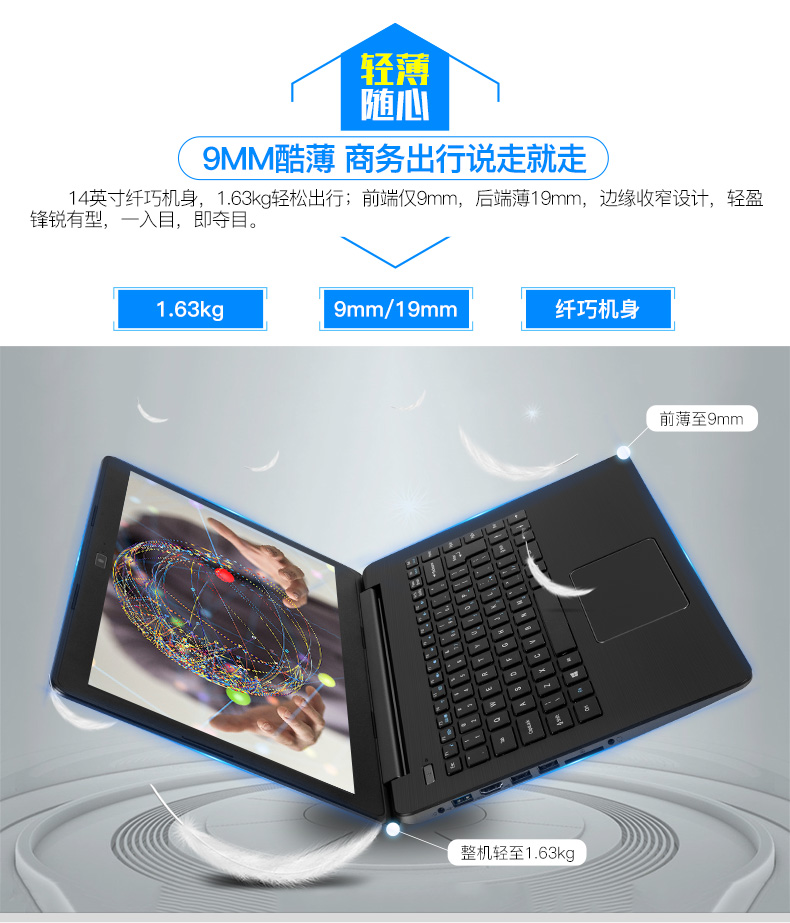 轻薄
随心
9MM酷薄 商务出行说走就走
14英寸纤巧机身，1.63kg轻松出行；前端仅9mm，后端薄19mm，边缘收窄设计，轻盈
锋锐有型，一入目，即夺目。
1.63kg
9mm/19mm
纤巧机身
前薄至9mm
整机轻至1.63kg